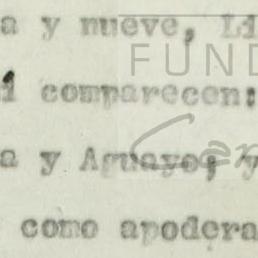 a y nueve, Li
FUND
í comparecen:
a y Aguayo, y
como apodera